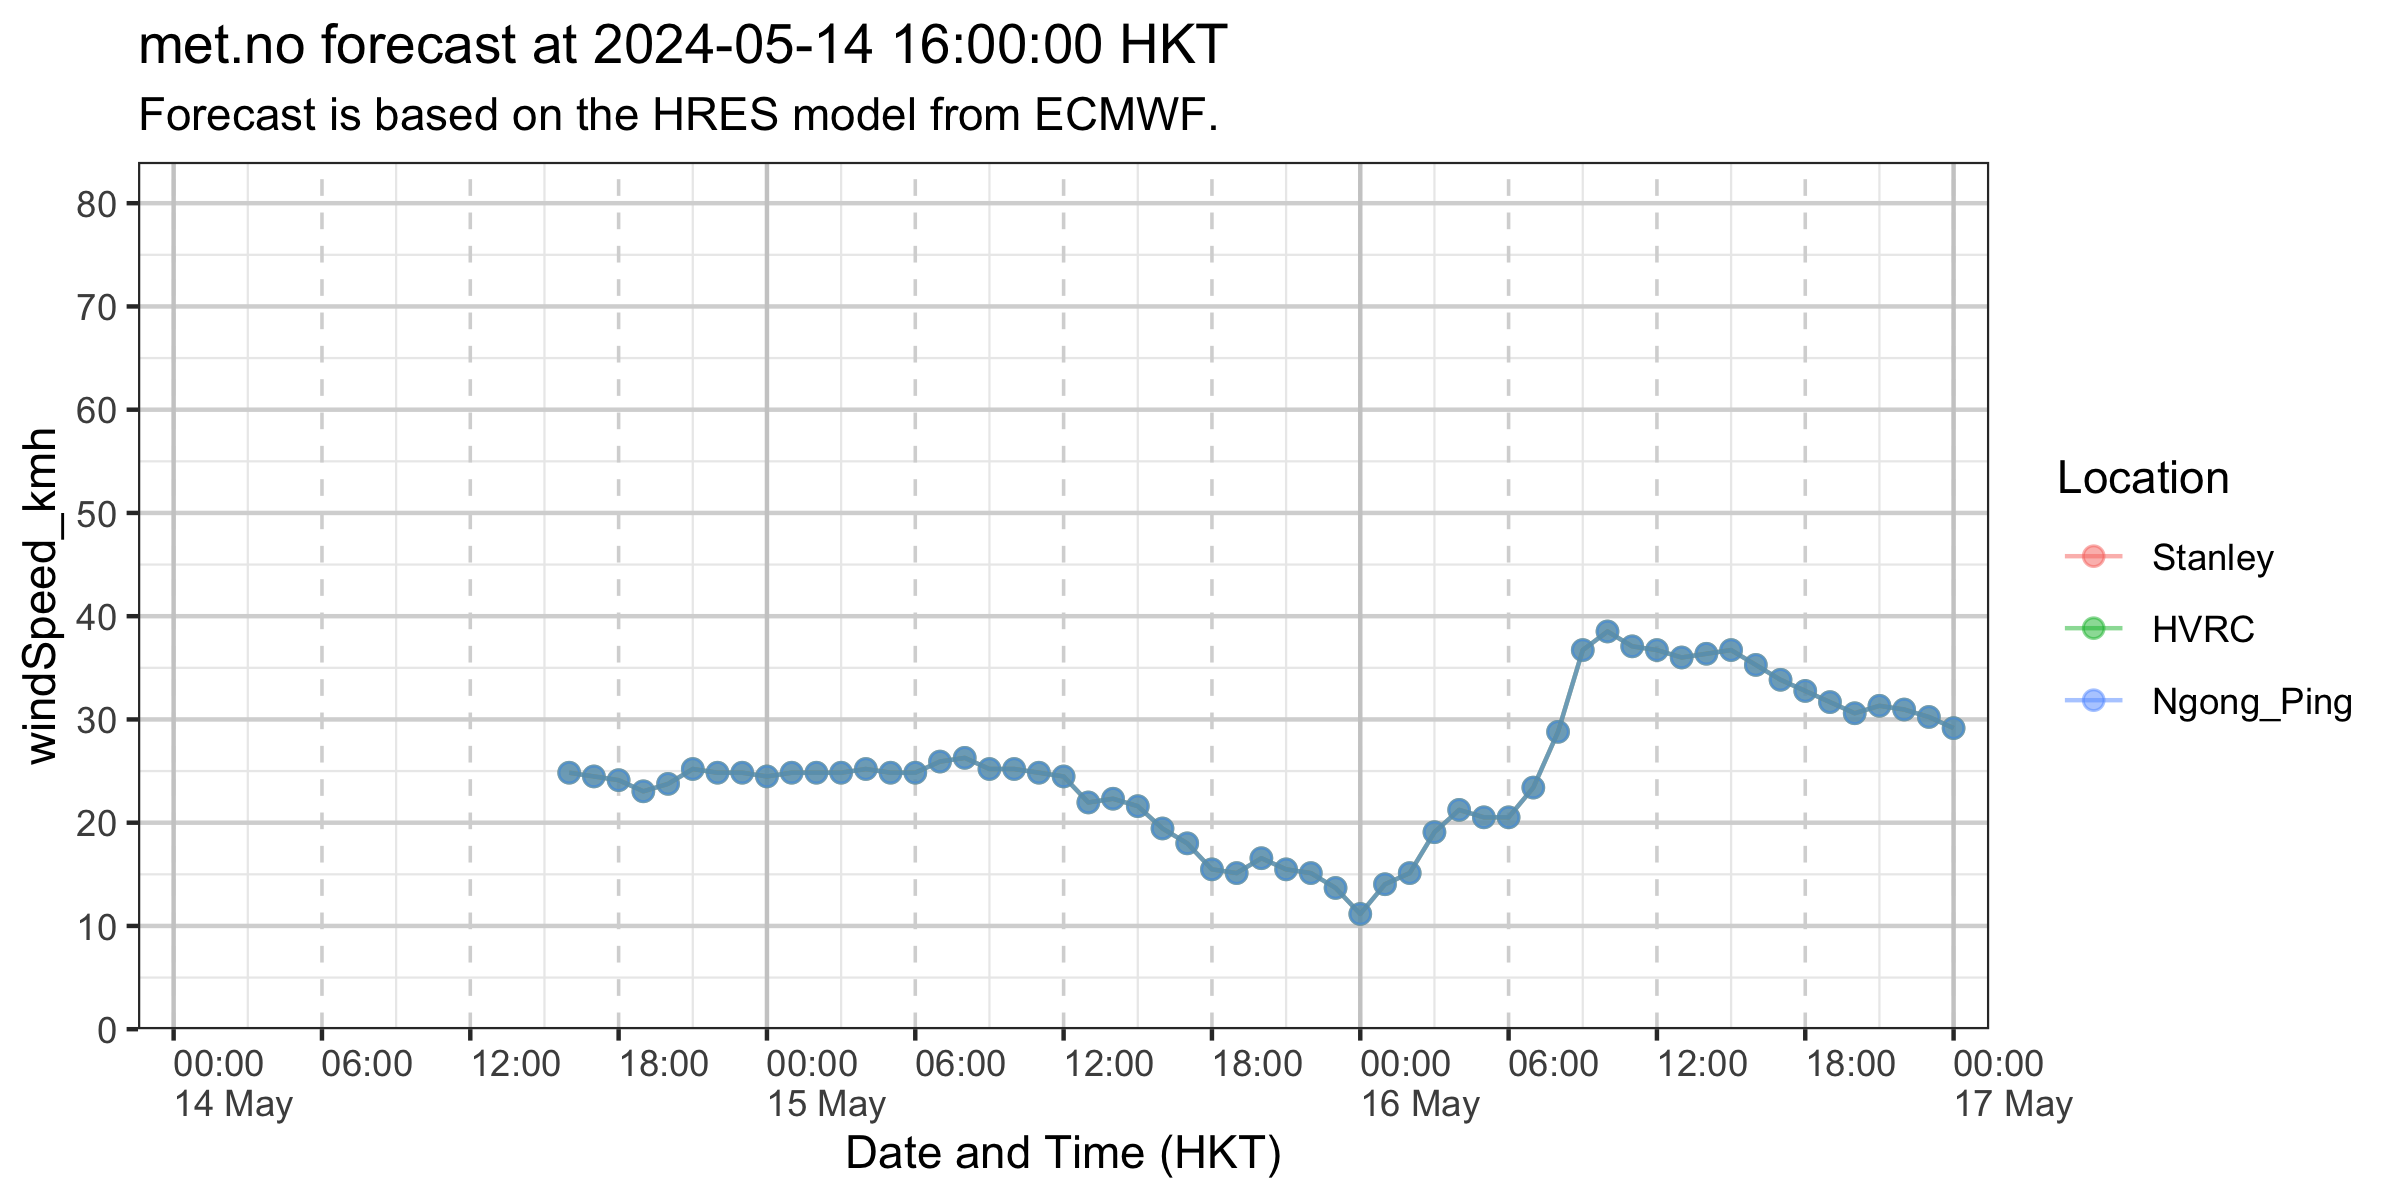 met.no forecast at 2024-05-14 16:00:00 HKT
Forecast is based on the HRES model from ECMWF.
windSpeed_kmh
80
70
60
50
40
30
20
10
0
00:00 06:00 12:00 18:00 00:00 06:00 12:00 18:00 00:00 06:00 12:00 18:00 00:00
14 May 15 May 16 May 17 May
Date and Time (HKT)
Location
Stanley
HVRC
Ngong_Ping